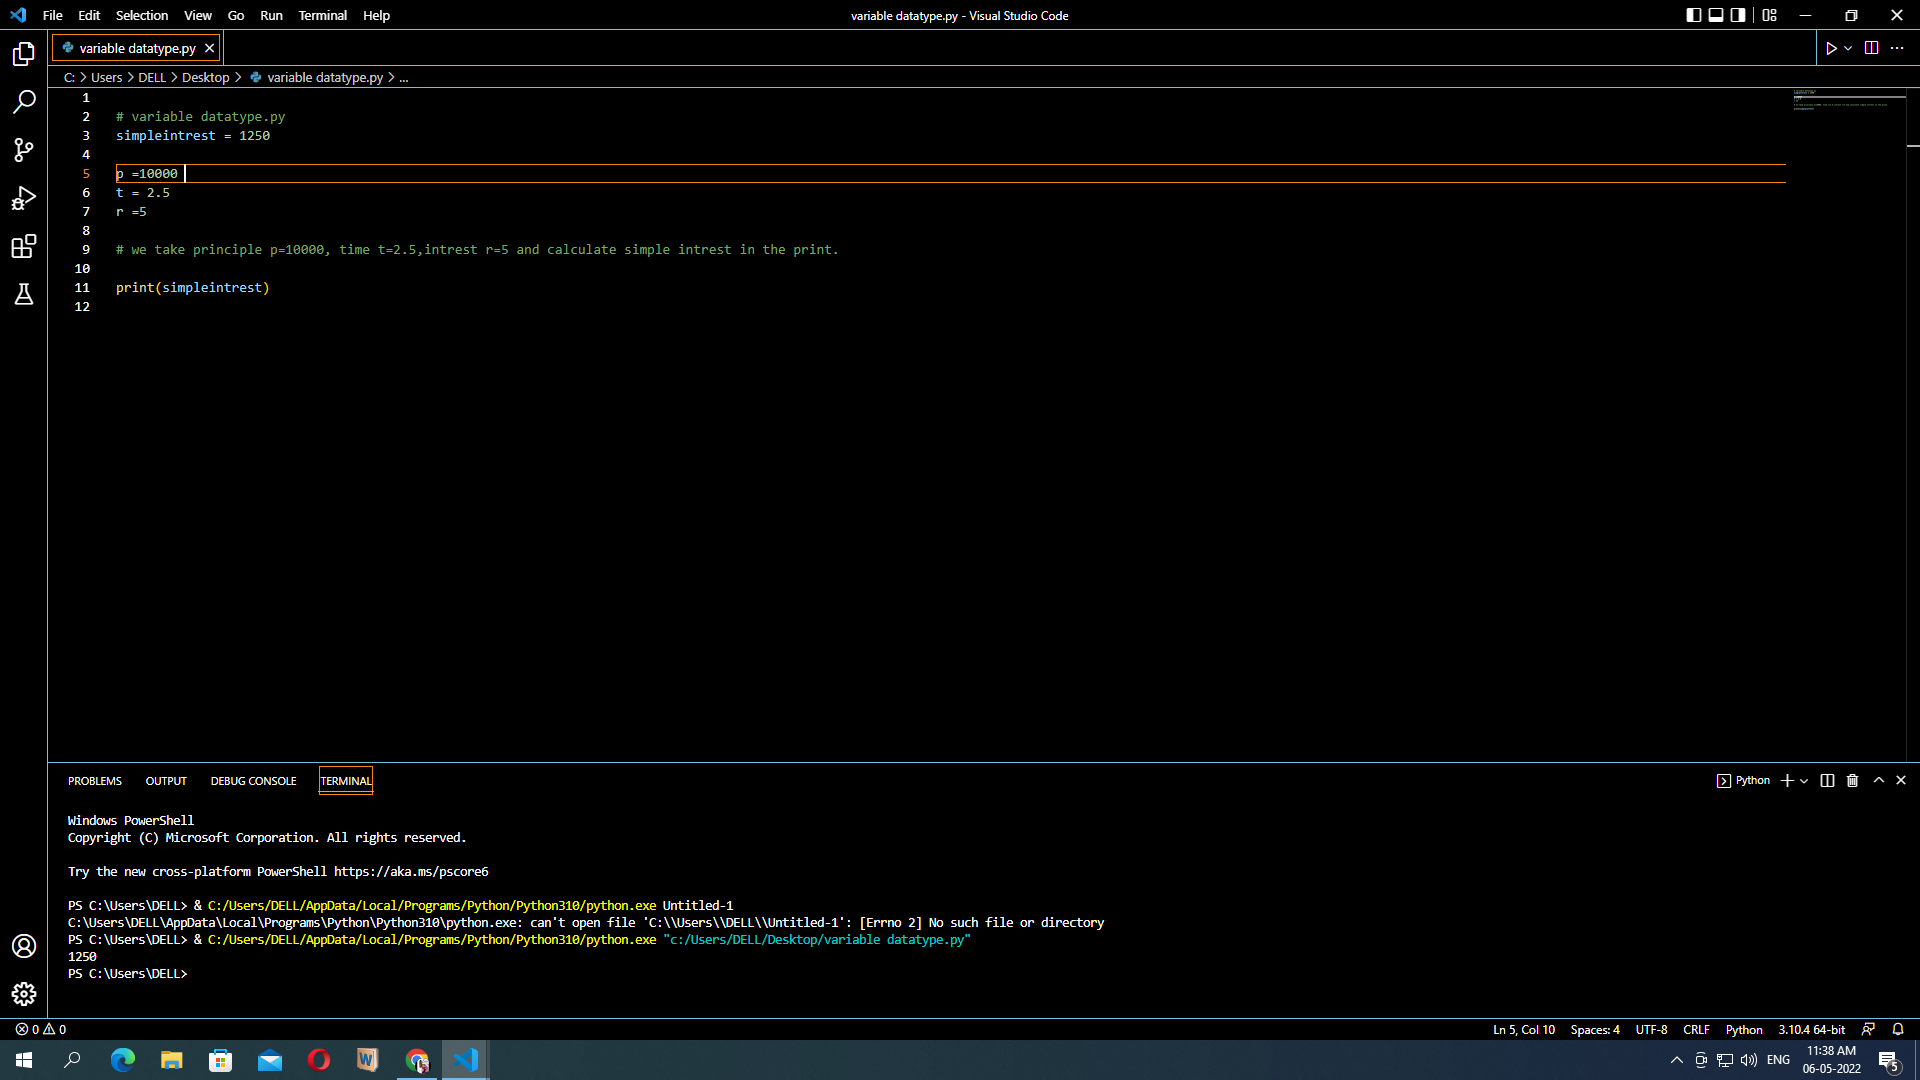 File Edit Selection View Go Run Terminal Help
variable datatype.py - Visual Studio Code
variable datatype.py
C: > Users > DELL > Desktop > variable datatype.py > ...
1
2 # variable datatype.py
3 simpleintrest = 1250
4
5 p =10000
6 t = 2.5
7 r =5
8
9 # we take principle p=10000, time t=2.5,intrest r=5 and calculate simple intrest in the print.
10
11 print(simpleintrest)
12
PROBLEMS OUTPUT DEBUG CONSOLE TERMINAL
Python
Windows PowerShell
Copyright (C) Microsoft Corporation. All rights reserved.
Try the new cross-platform PowerShell https://aka.ms/pscore6
PS C:\Users\DELL> & C:/Users/DELL/AppData/Local/Programs/Python/Python310/python.exe Untitled-1
C:\Users\DELL\AppData\Local\Programs\Python\Python310\python.exe: can't open file 'C:\\Users\\DELL\\Untitled-1': [Errno 2] No such file or directory
PS C:\Users\DELL> & C:/Users/DELL/AppData/Local/Programs/Python/Python310/python.exe "c:/Users/DELL/Desktop/variable datatype.py"
1250
PS C:\Users\DELL>
0 0
Ln 5, Col 10 Spaces: 4 UTF-8 CRLF Python 3.10.4 64-bit
W
ENG
11:38 AM
06-05-2022
5